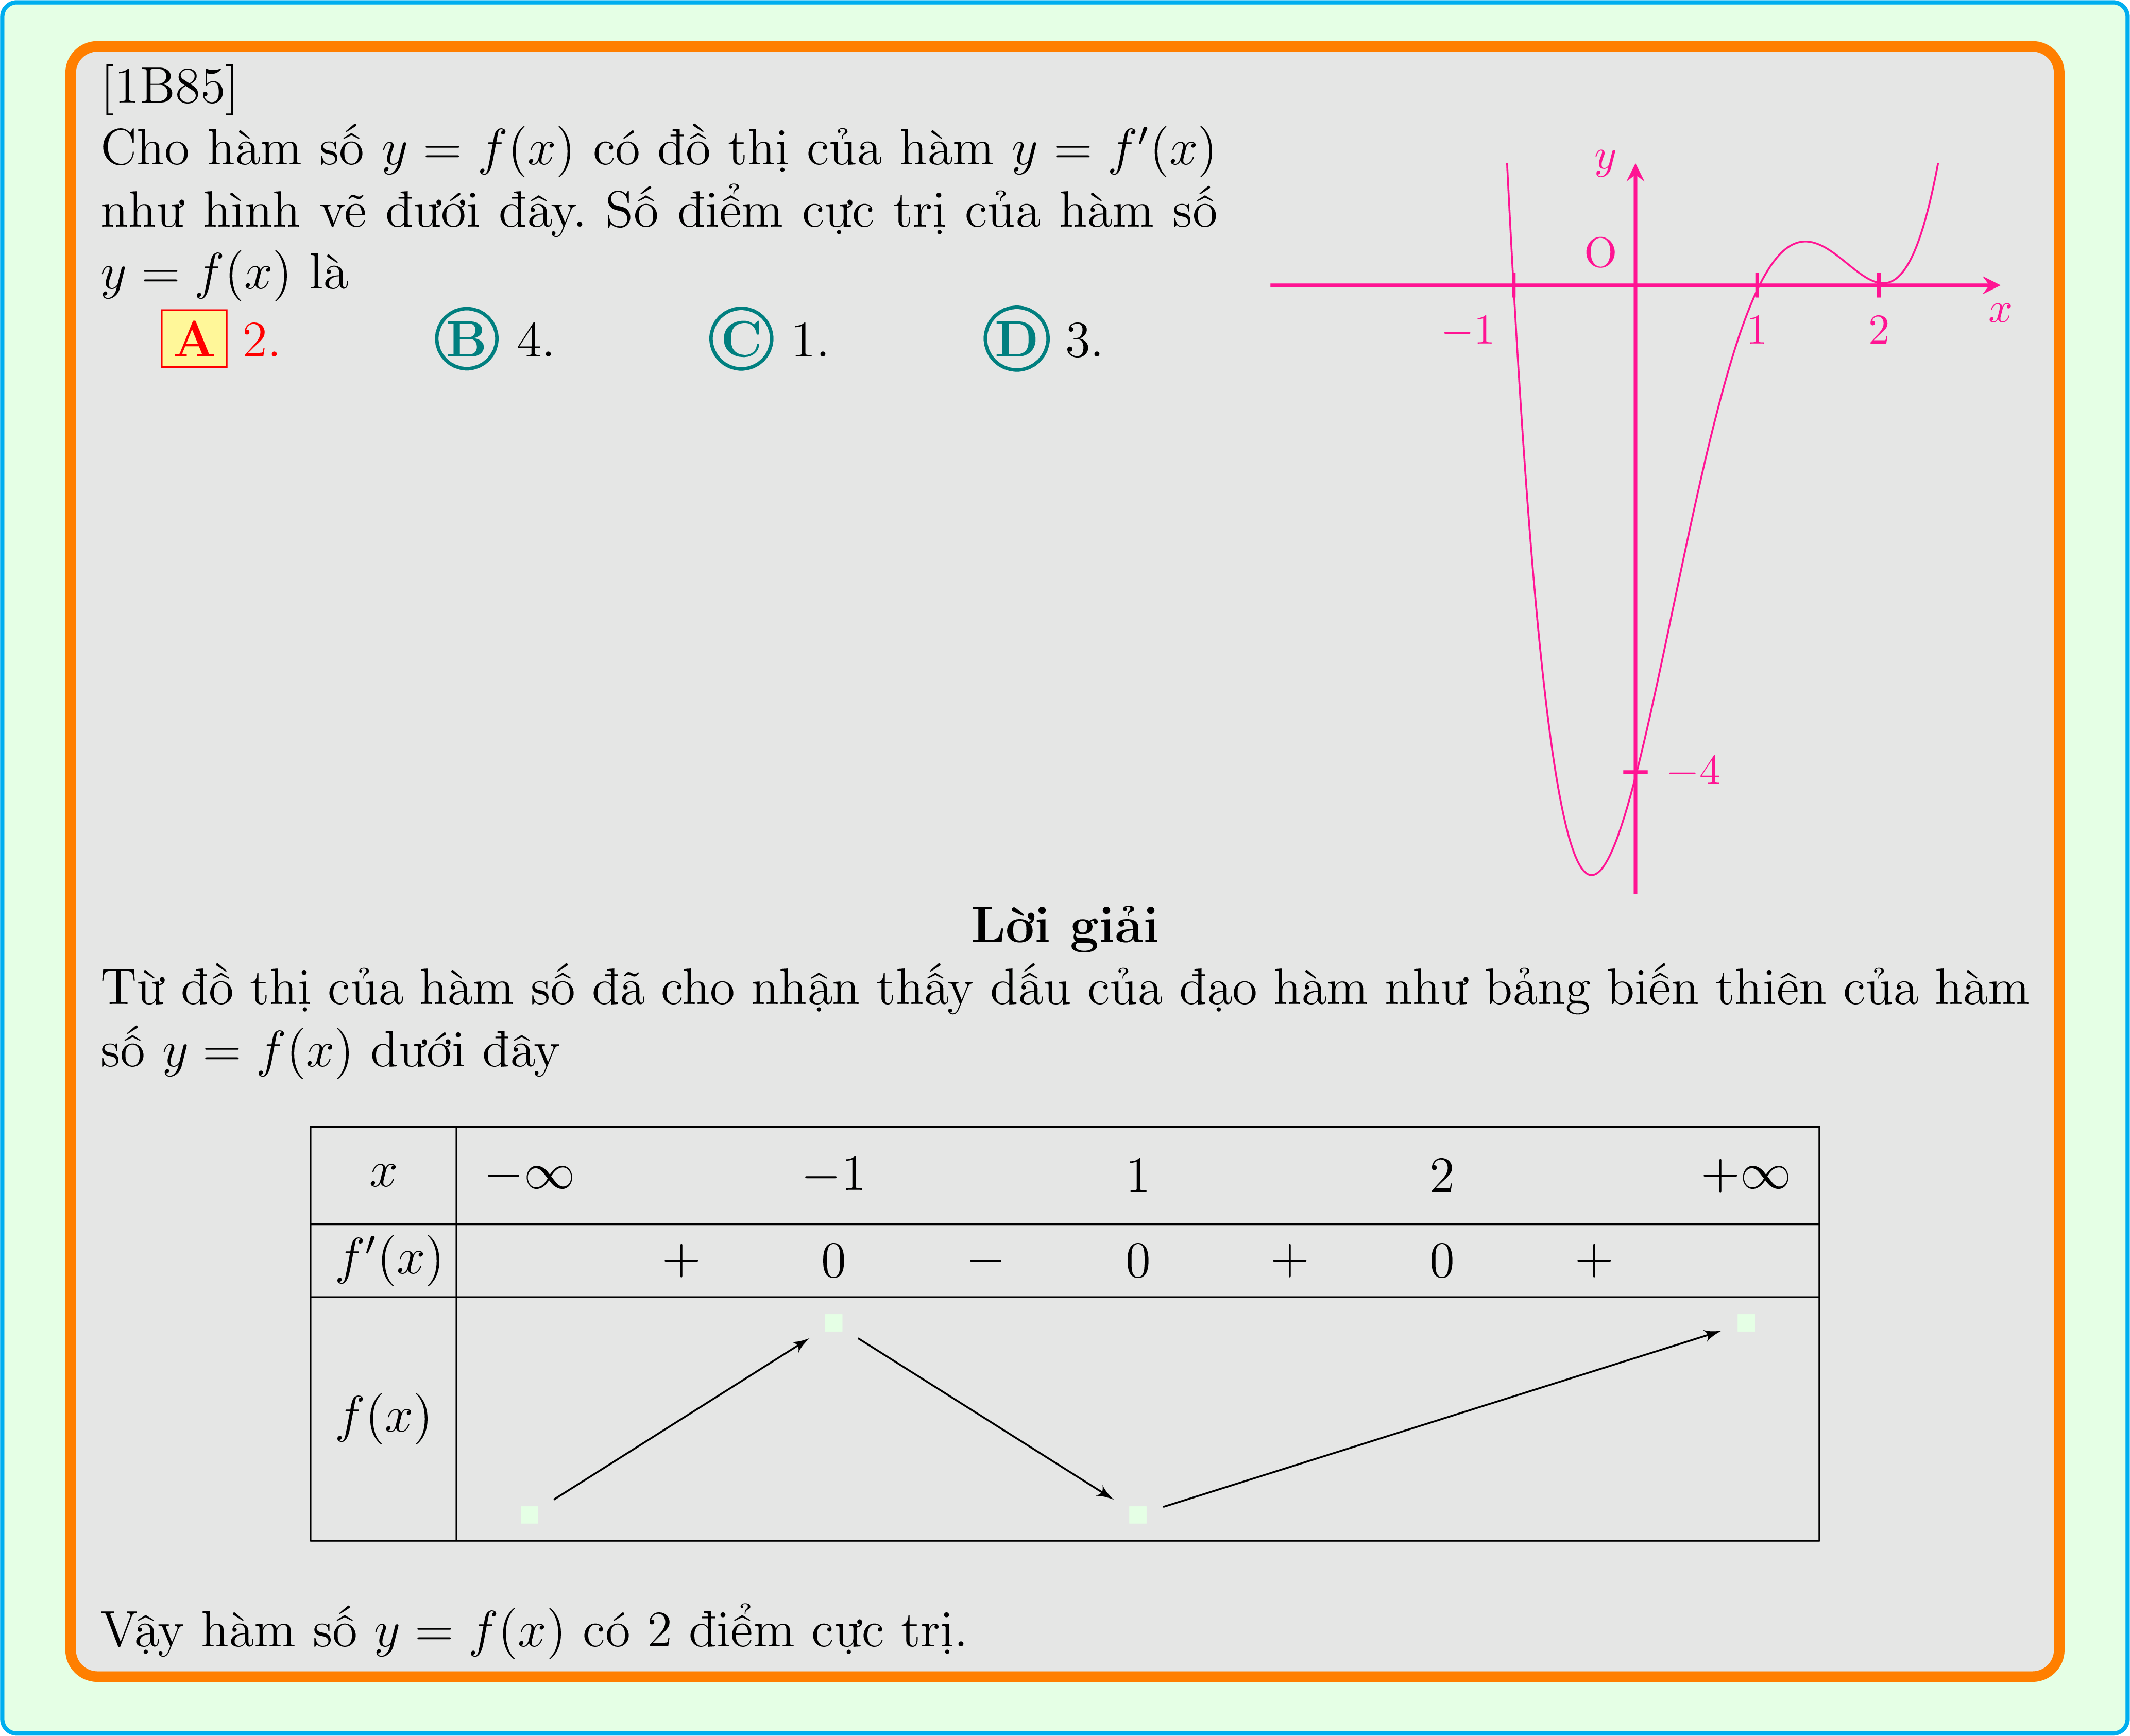 [1B85]
Cho hàm số y = f(x) có đồ thị của hàm y = f′(x)
như hình vẽ đưới đây. Số điểm cực trị của hàm số
y = f(x) là
A 2. B 4. C 1. D 3.
y
O
x
−1 1 2
−4
Lời giải
Từ đồ thị của hàm số đã cho nhận thấy dấu của đạo hàm như bảng biến thiên của hàm
số y = f(x) dưới đây
x −∞ −1 1 2 +∞
f′(x) + 0 − 0 + 0 +
f(x)
Vậy hàm số y = f(x) có 2 điểm cực trị.